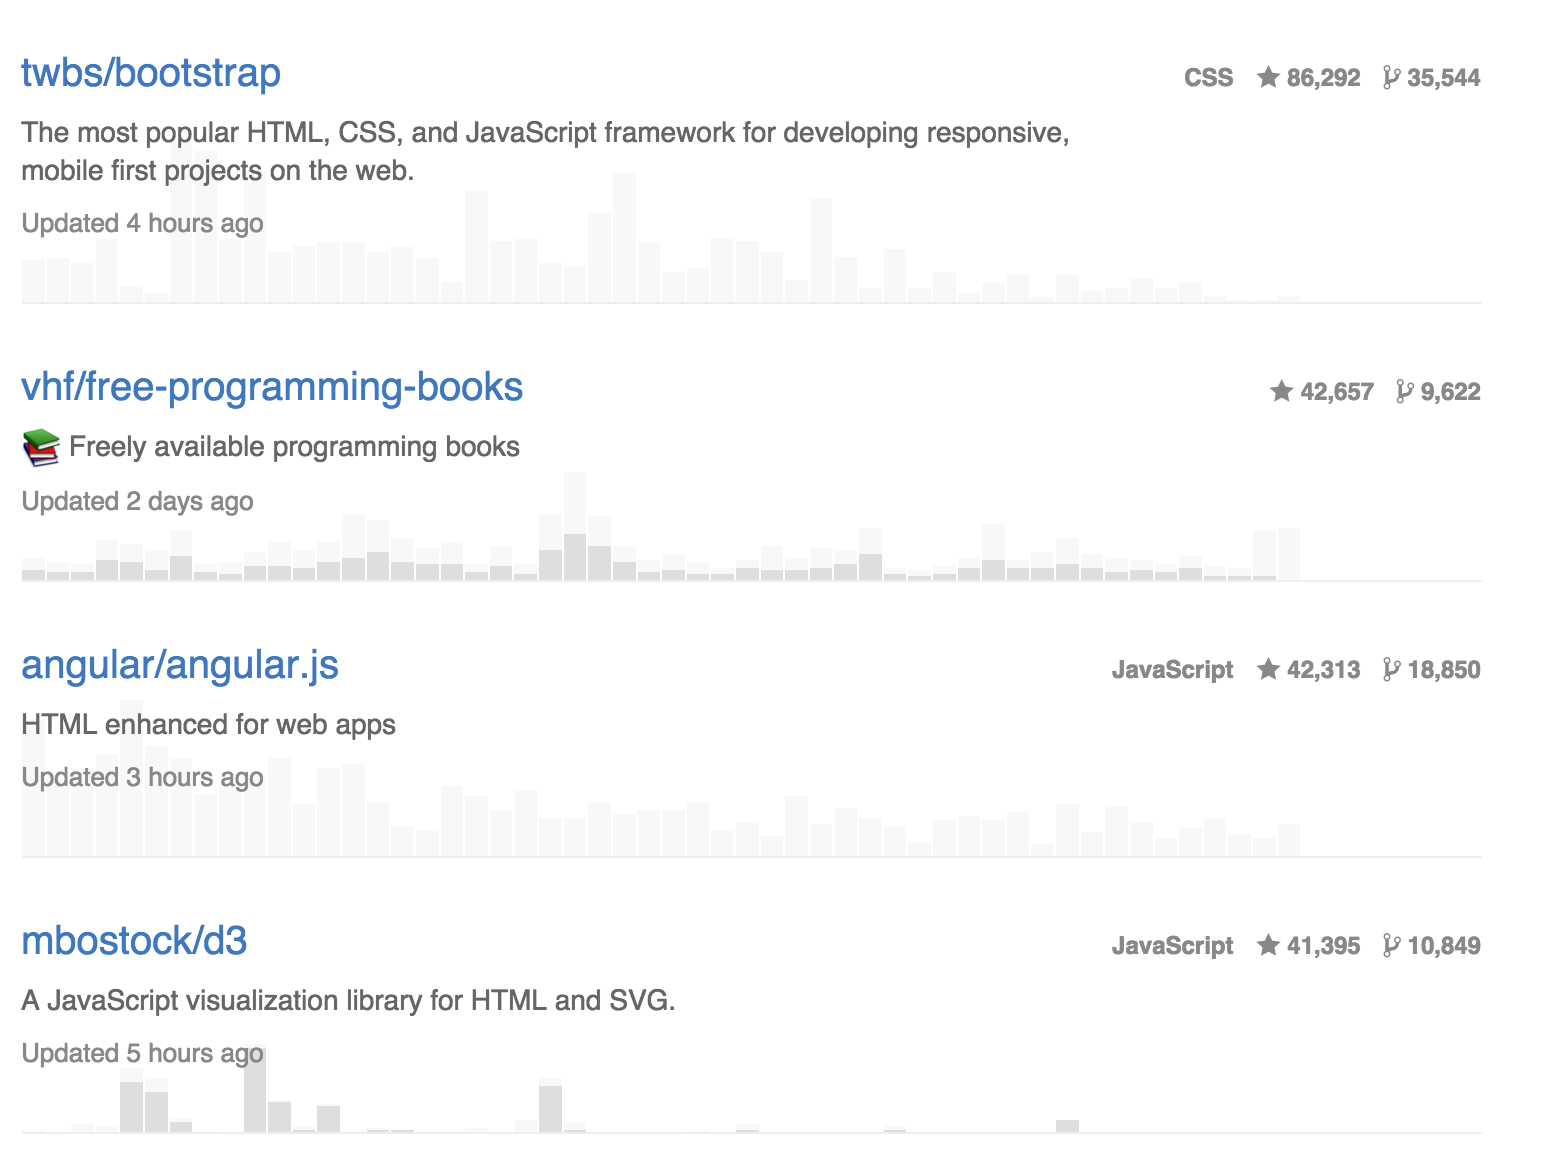 twbs/bootstrap
CSS 86,292 35,544
The most popular HTML, CSS, and JavaScript framework for developing responsive,
mobile first projects on the web.
Updated 4 hours ago
vhf/free-programming-books
42,657 9,622
Freely available programming books
Updated 2 days ago
angular/angular.js
JavaScript 42,313 18,850
HTML enhanced for web apps
Updated 3 hours ago
mbostock/d3
JavaScript 41,395 10,849
A JavaScript visualization library for HTML and SVG.
Updated 5 hours ago